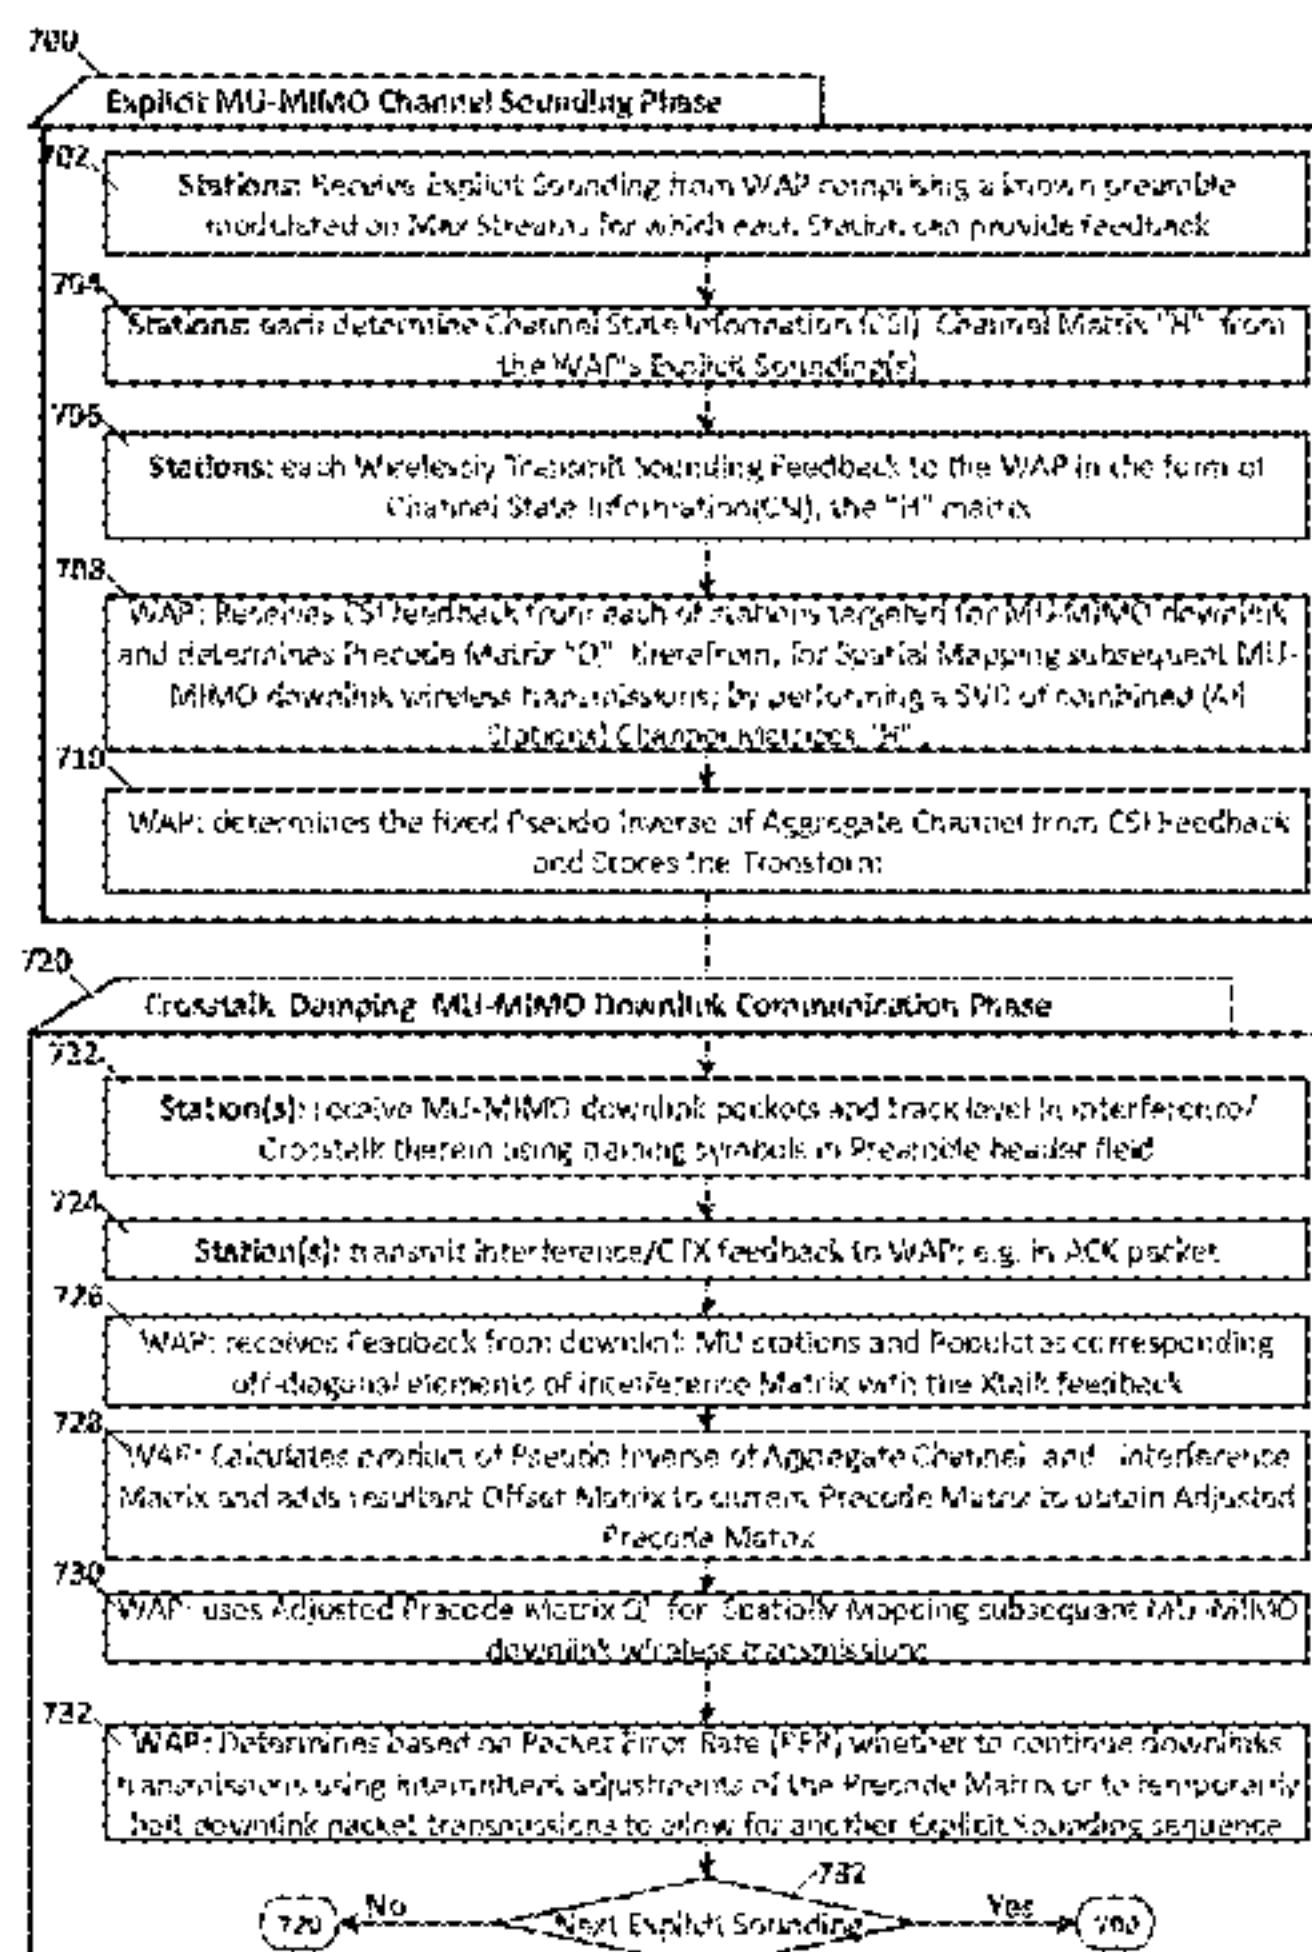 700
Explicit MU-MIMO Channel Sounding Phase
702
Stations: Receive Explicit Sounding from WAP comprising a known preamble
modulated on Max Streams for which each Station can provide feedback
704
Stations: each determine Channel State Information (CSI) Channel Matrix "H" from
the WAP's Explicit Sounding(s)
706
Stations: each Wirelessly Transmit Sounding Feedback to the WAP in the form of
Channel State Information(CSI), the "H" matrix
708
WAP: Receives CSI feedback from each of stations targeted for MU-MIMO downlink
and determines Precode Matrix "Q" therefrom, for Spatial Mapping subsequent MU-
MIMO downlink wireless transmissions; by performing a SVD of combined (All
Stations) Channel Matrices "H".
710
WAP: determines the fixed Pseudo Inverse of Aggregate Channel from CSI Feedback
and Stores the Transform
720
Crosstalk Damping MU-MIMO Downlink Communication Phase
722
Station(s): receive MU-MIMO downlink packets and track level in interference/
Crosstalk therein using training symbols in Preamble header field
724
Station(s): transmit interference/CTX feedback to WAP; e.g. in ACK packet
726
WAP: receives Feedback from downlink MU stations and Populates corresponding
off-diagonal elements of interference Matrix with the Xtalk feedback
728
WAP: Calculates product of Pseudo Inverse of Aggregate Channel and - interference
Matrix and adds resultant Offset Matrix to current Precode Matrix to obtain Adjusted
Precode Matrix
730
WAP: uses Adjusted Precode Matrix Q' for Spatially Mapping subsequent MU-MIMO
downlink wireless transmissions
732
WAP: Determines based on Packet Error Rate (PER) whether to continue downlinks
transmissions using intermittent adjustments of the Precode Matrix or to temporarily
halt downlink packet transmissions to allow for another Explicit Sounding sequence
732
No
Yes
720
Next Explicit Sounding
700